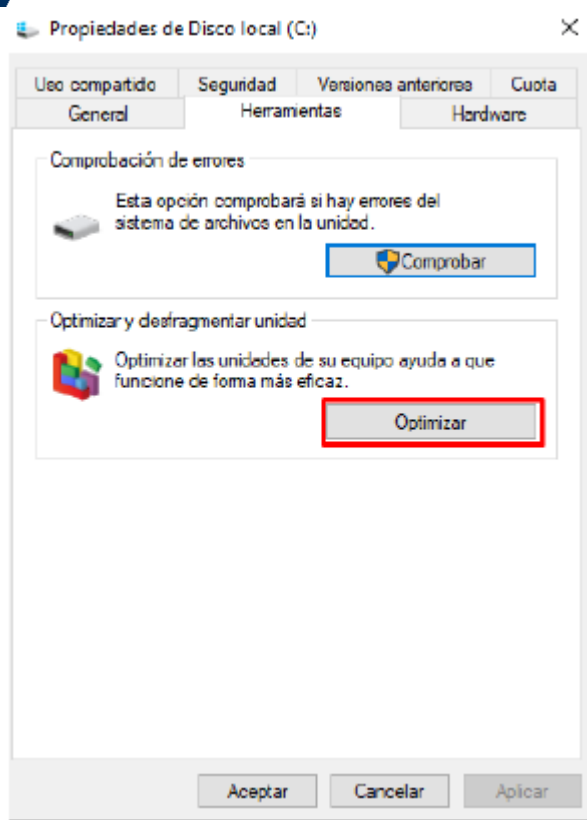 Propiedades de Disco local (C:)
Uso compartido Seguridad Versiones anteriores Cuota
General Herramientas Hardware
Comprobación de errores
Esta opción comprobará si hay errores del
sistema de archivos en la unidad.
Comprobar
Optimizar y desfragmentar unidad
Optimizar las unidades de su equipo ayuda a que
funcione de forma más eficaz.
Optimizar
Aceptar Cancelar Aplicar